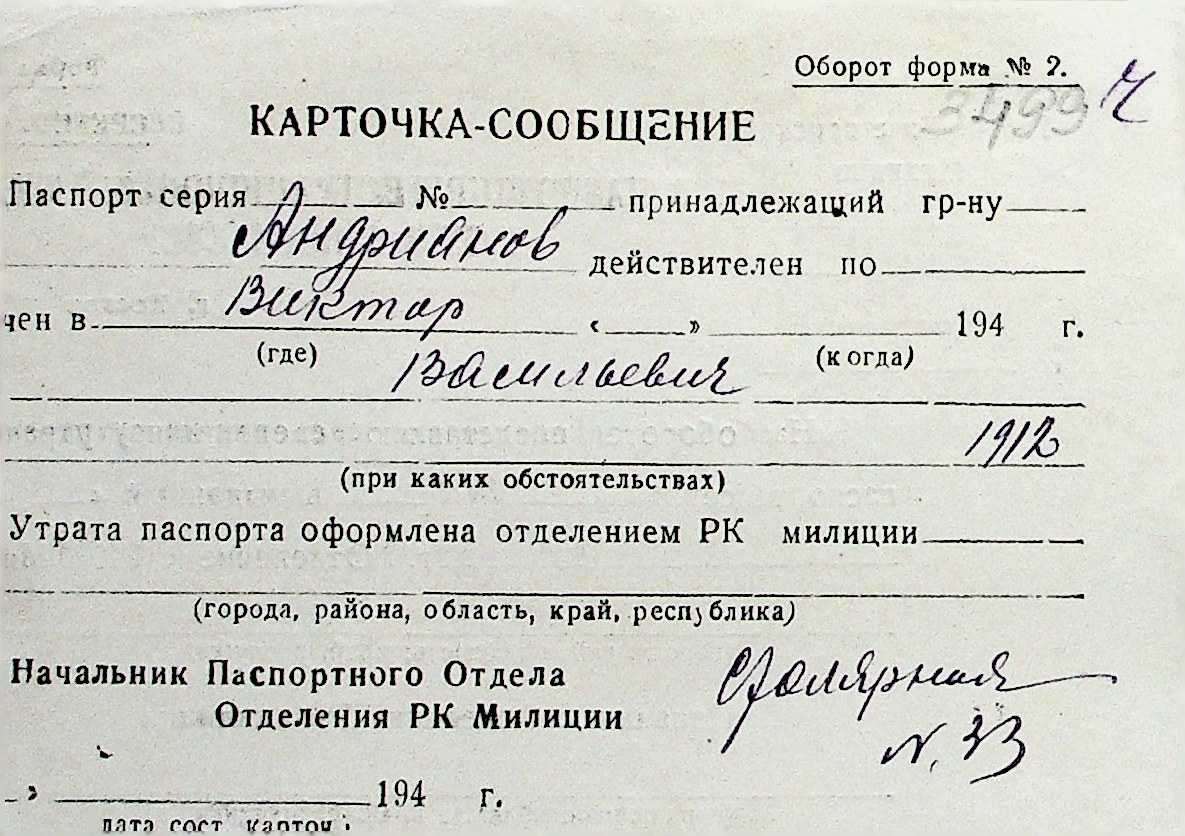 Оборот форма № 2.
3499 Ч
КАРТОЧКА-СООБЩЕНИЕ
Паспорт серия № принадлежащий гр-ну
Андрианов
действителен по
Виктор
чен в « » 194 г.
(где) (когда)
Васильевич
1912
(при каких обстоятельствах)
Утрата паспорта оформлена отделением РК милиции
(города, района, область, край, республика)
Начальник Паспортного Отдела
Отделения РК Милиции
Столярная
N. 33
» 194 г.
дата сост. карточ